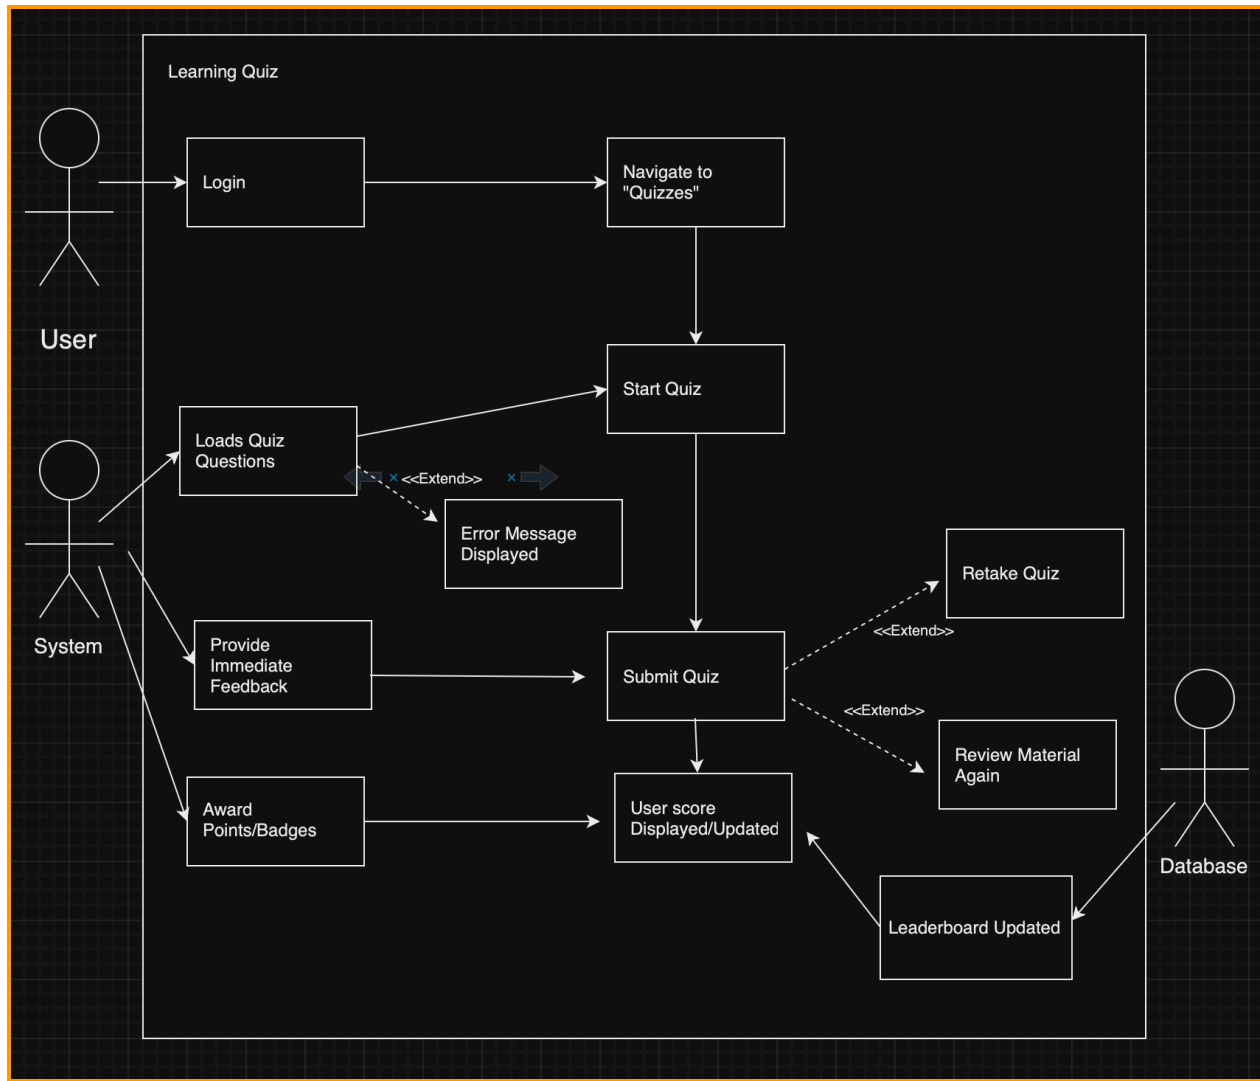 Learning Quiz
Login
Navigate to
"Quizzes"
User
Start Quiz
Loads Quiz
Questions
<<Extend>>
Error Message
Displayed
Retake Quiz
<<Extend>>
System
Provide
Immediate
Feedback
Submit Quiz
<<Extend>>
Review Material
Again
Award
Points/Badges
User score
Displayed/Updated
Database
Leaderboard Updated